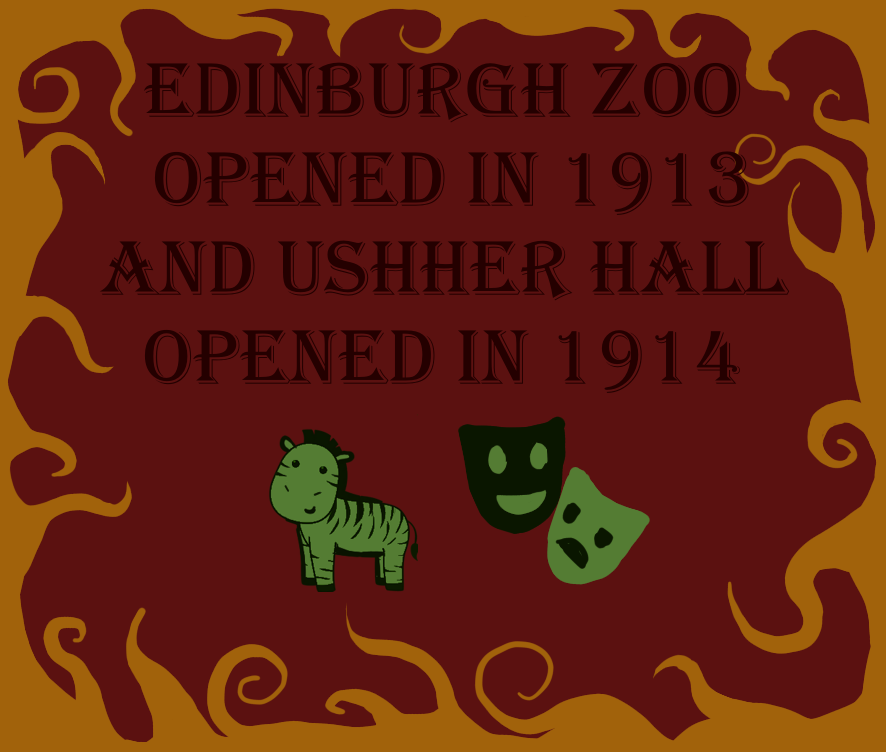 EDINBURGH ZOO
OPENED IN 1913
AND USHHER HALL
OPENED IN 1914